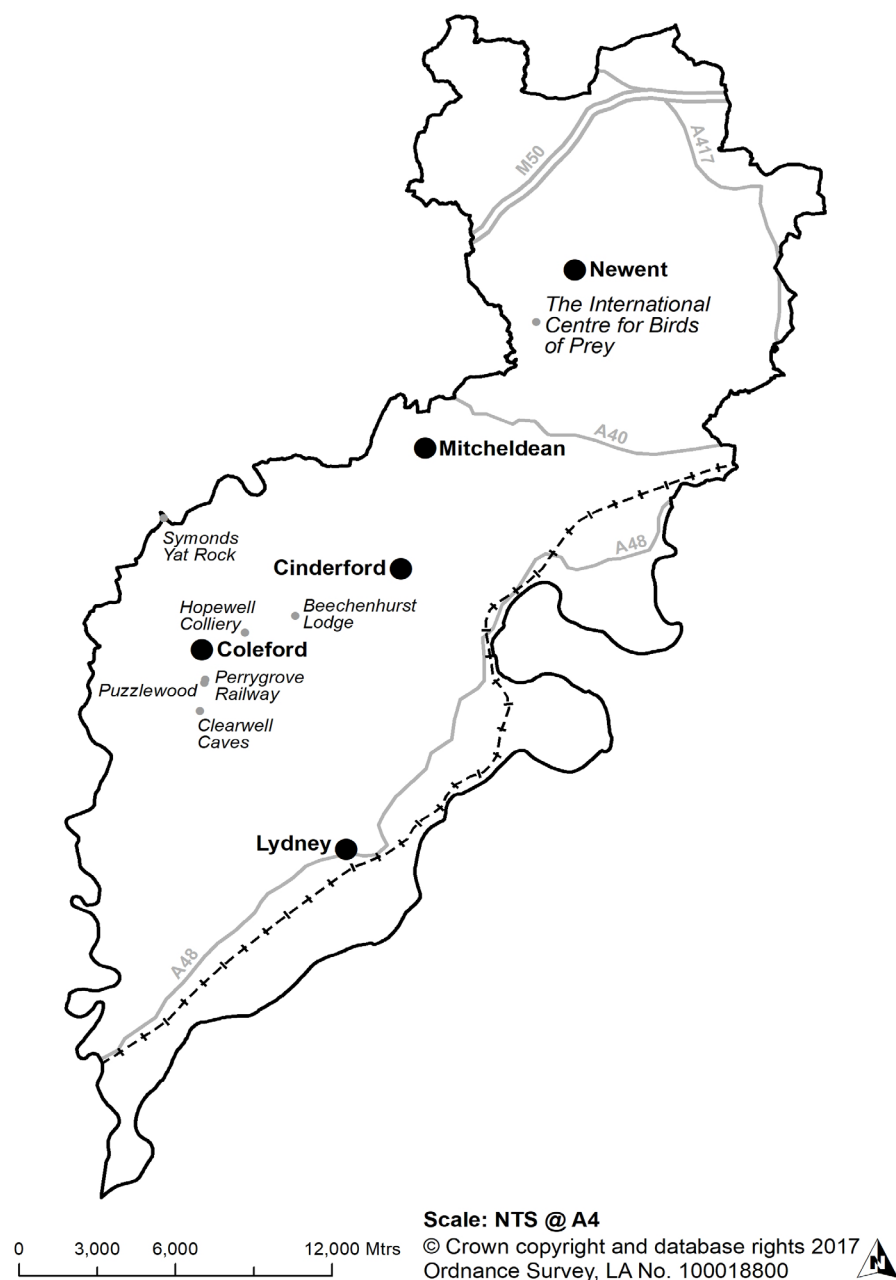 M50
A417
Newent
The International
Centre for Birds
of Prey
A40
Mitcheldean
Symonds
Yat Rock
A48
Cinderford
Hopewell
Colliery
Beechenhurst
Lodge
Coleford
Puzzlewood
Perrygrove
Railway
Clearwell
Caves
Lydney
A48
Scale: NTS @ A4
0 3,000 6,000 12,000 Mtrs
© Crown copyright and database rights 2017
Ordnance Survey, LA No. 100018800
N